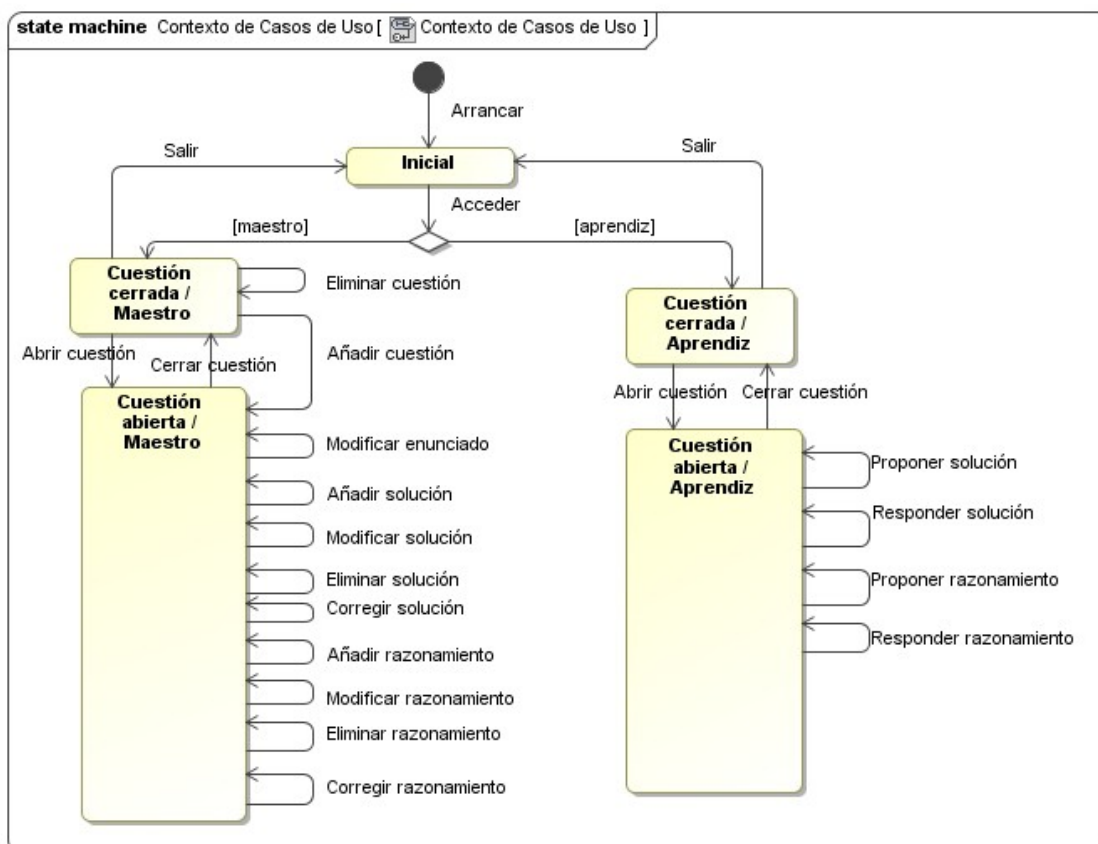 state machine Contexto de Casos de Uso [ Contexto de Casos de Uso ]
Arrancar
Salir
Salir
Inicial
Acceder
[maestro]
[aprendiz]
Cuestión
cerrada /
Maestro
Eliminar cuestión
Cuestión
cerrada /
Aprendiz
Abrir cuestión
Cerrar cuestión
Añadir cuestión
Abrir cuestión
Cerrar cuestión
Cuestión
abierta /
Maestro
Modificar enunciado
Añadir solución
Modificar solución
Eliminar solución
Corregir solución
Añadir razonamiento
Modificar razonamiento
Eliminar razonamiento
Corregir razonamiento
Cuestión
abierta /
Aprendiz
Proponer solución
Responder solución
Proponer razonamiento
Responder razonamiento